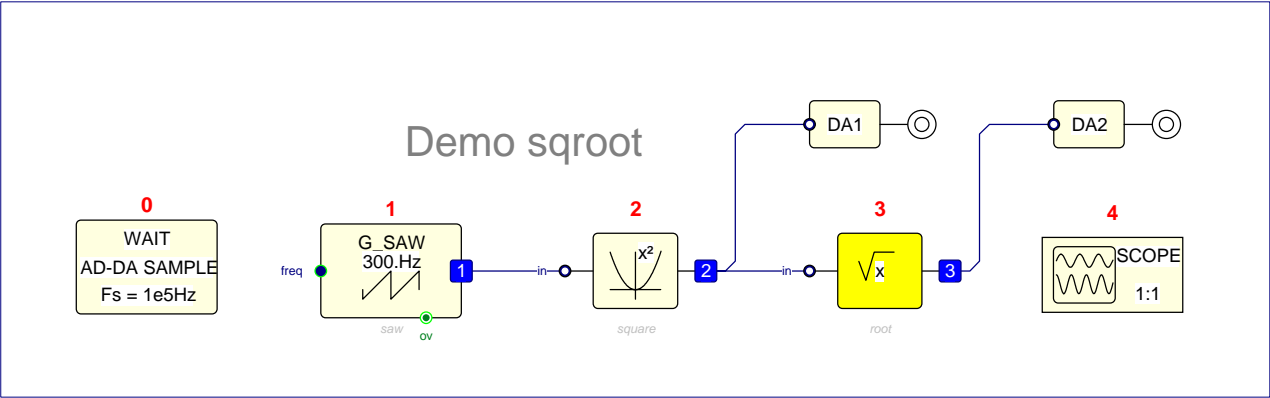 DA1
DA2
Demo sqroot
0
1
2
3
4
WAIT
AD-DA SAMPLE
Fs = 1e5Hz
freq
G_SAW
300.Hz
1
saw
ov
in
x²
2
square
in
√x
3
root
SCOPE
1:1